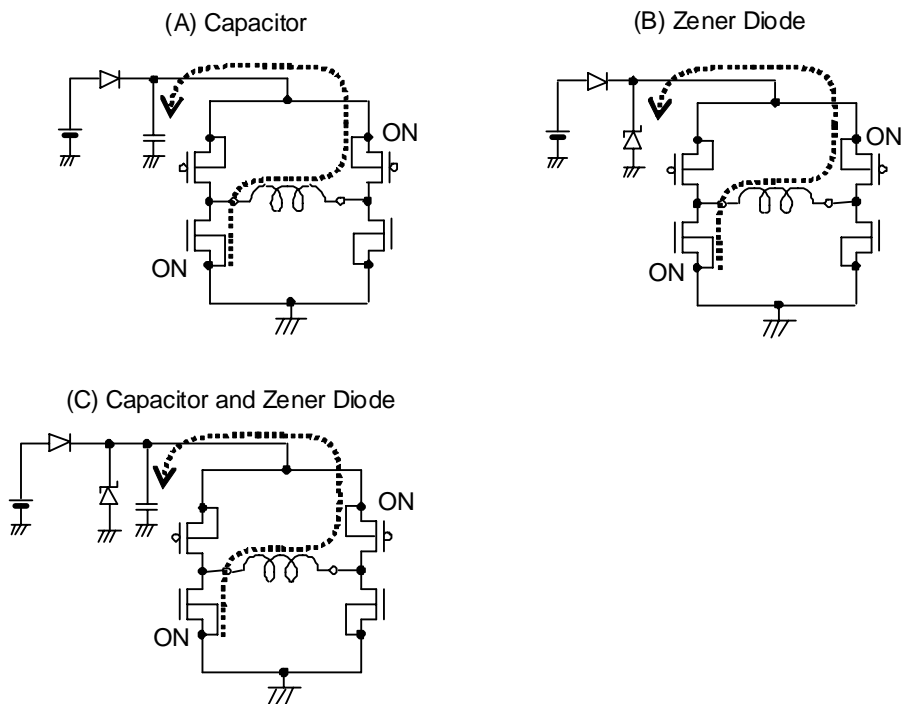 (A) Capacitor
(B) Zener Diode
ON
ON
ON
ON
(C) Capacitor and Zener Diode
ON
ON